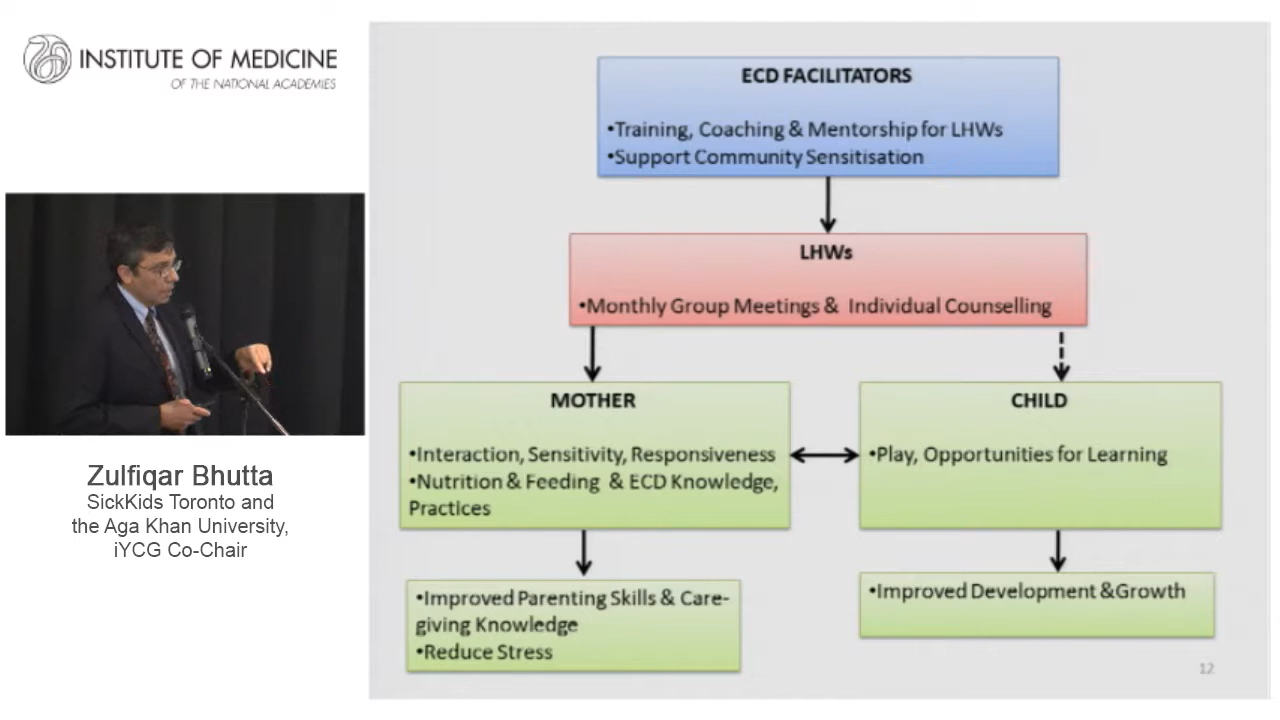 INSTITUTE OF MEDICINE
OF THE NATIONAL ACADEMIES
Zulfiqar Bhutta
SickKids Toronto and
the Aga Khan University,
iYCG Co-Chair
ECD FACILITATORS
•Training, Coaching & Mentorship for LHWs
•Support Community Sensitisation
LHWs
•Monthly Group Meetings & Individual Counselling
MOTHER
•Interaction, Sensitivity, Responsiveness
•Nutrition & Feeding & ECD Knowledge,
Practices
CHILD
•Play, Opportunities for Learning
•Improved Parenting Skills & Care-
giving Knowledge
•Reduce Stress
•Improved Development &Growth
12